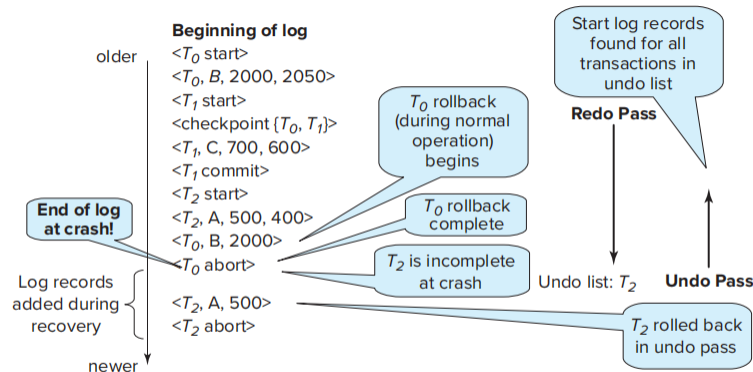 Beginning of log
older
<T0 start>
<T0, B, 2000, 2050>
<T1 start>
<checkpoint {T0, T1}>
<T1, C, 700, 600>
<T1 commit>
<T2 start>
<T2, A, 500, 400>
<T0, B, 2000>
<T0 abort>
<T2, A, 500>
<T2 abort>
newer
End of log
at crash!
Log records
added during
recovery
T0 rollback
(during normal
operation)
begins
T0 rollback
complete
T2 is incomplete
at crash
Start log records
found for all
transactions in
undo list
Redo Pass
Undo list: T2
Undo Pass
T2 rolled back
in undo pass